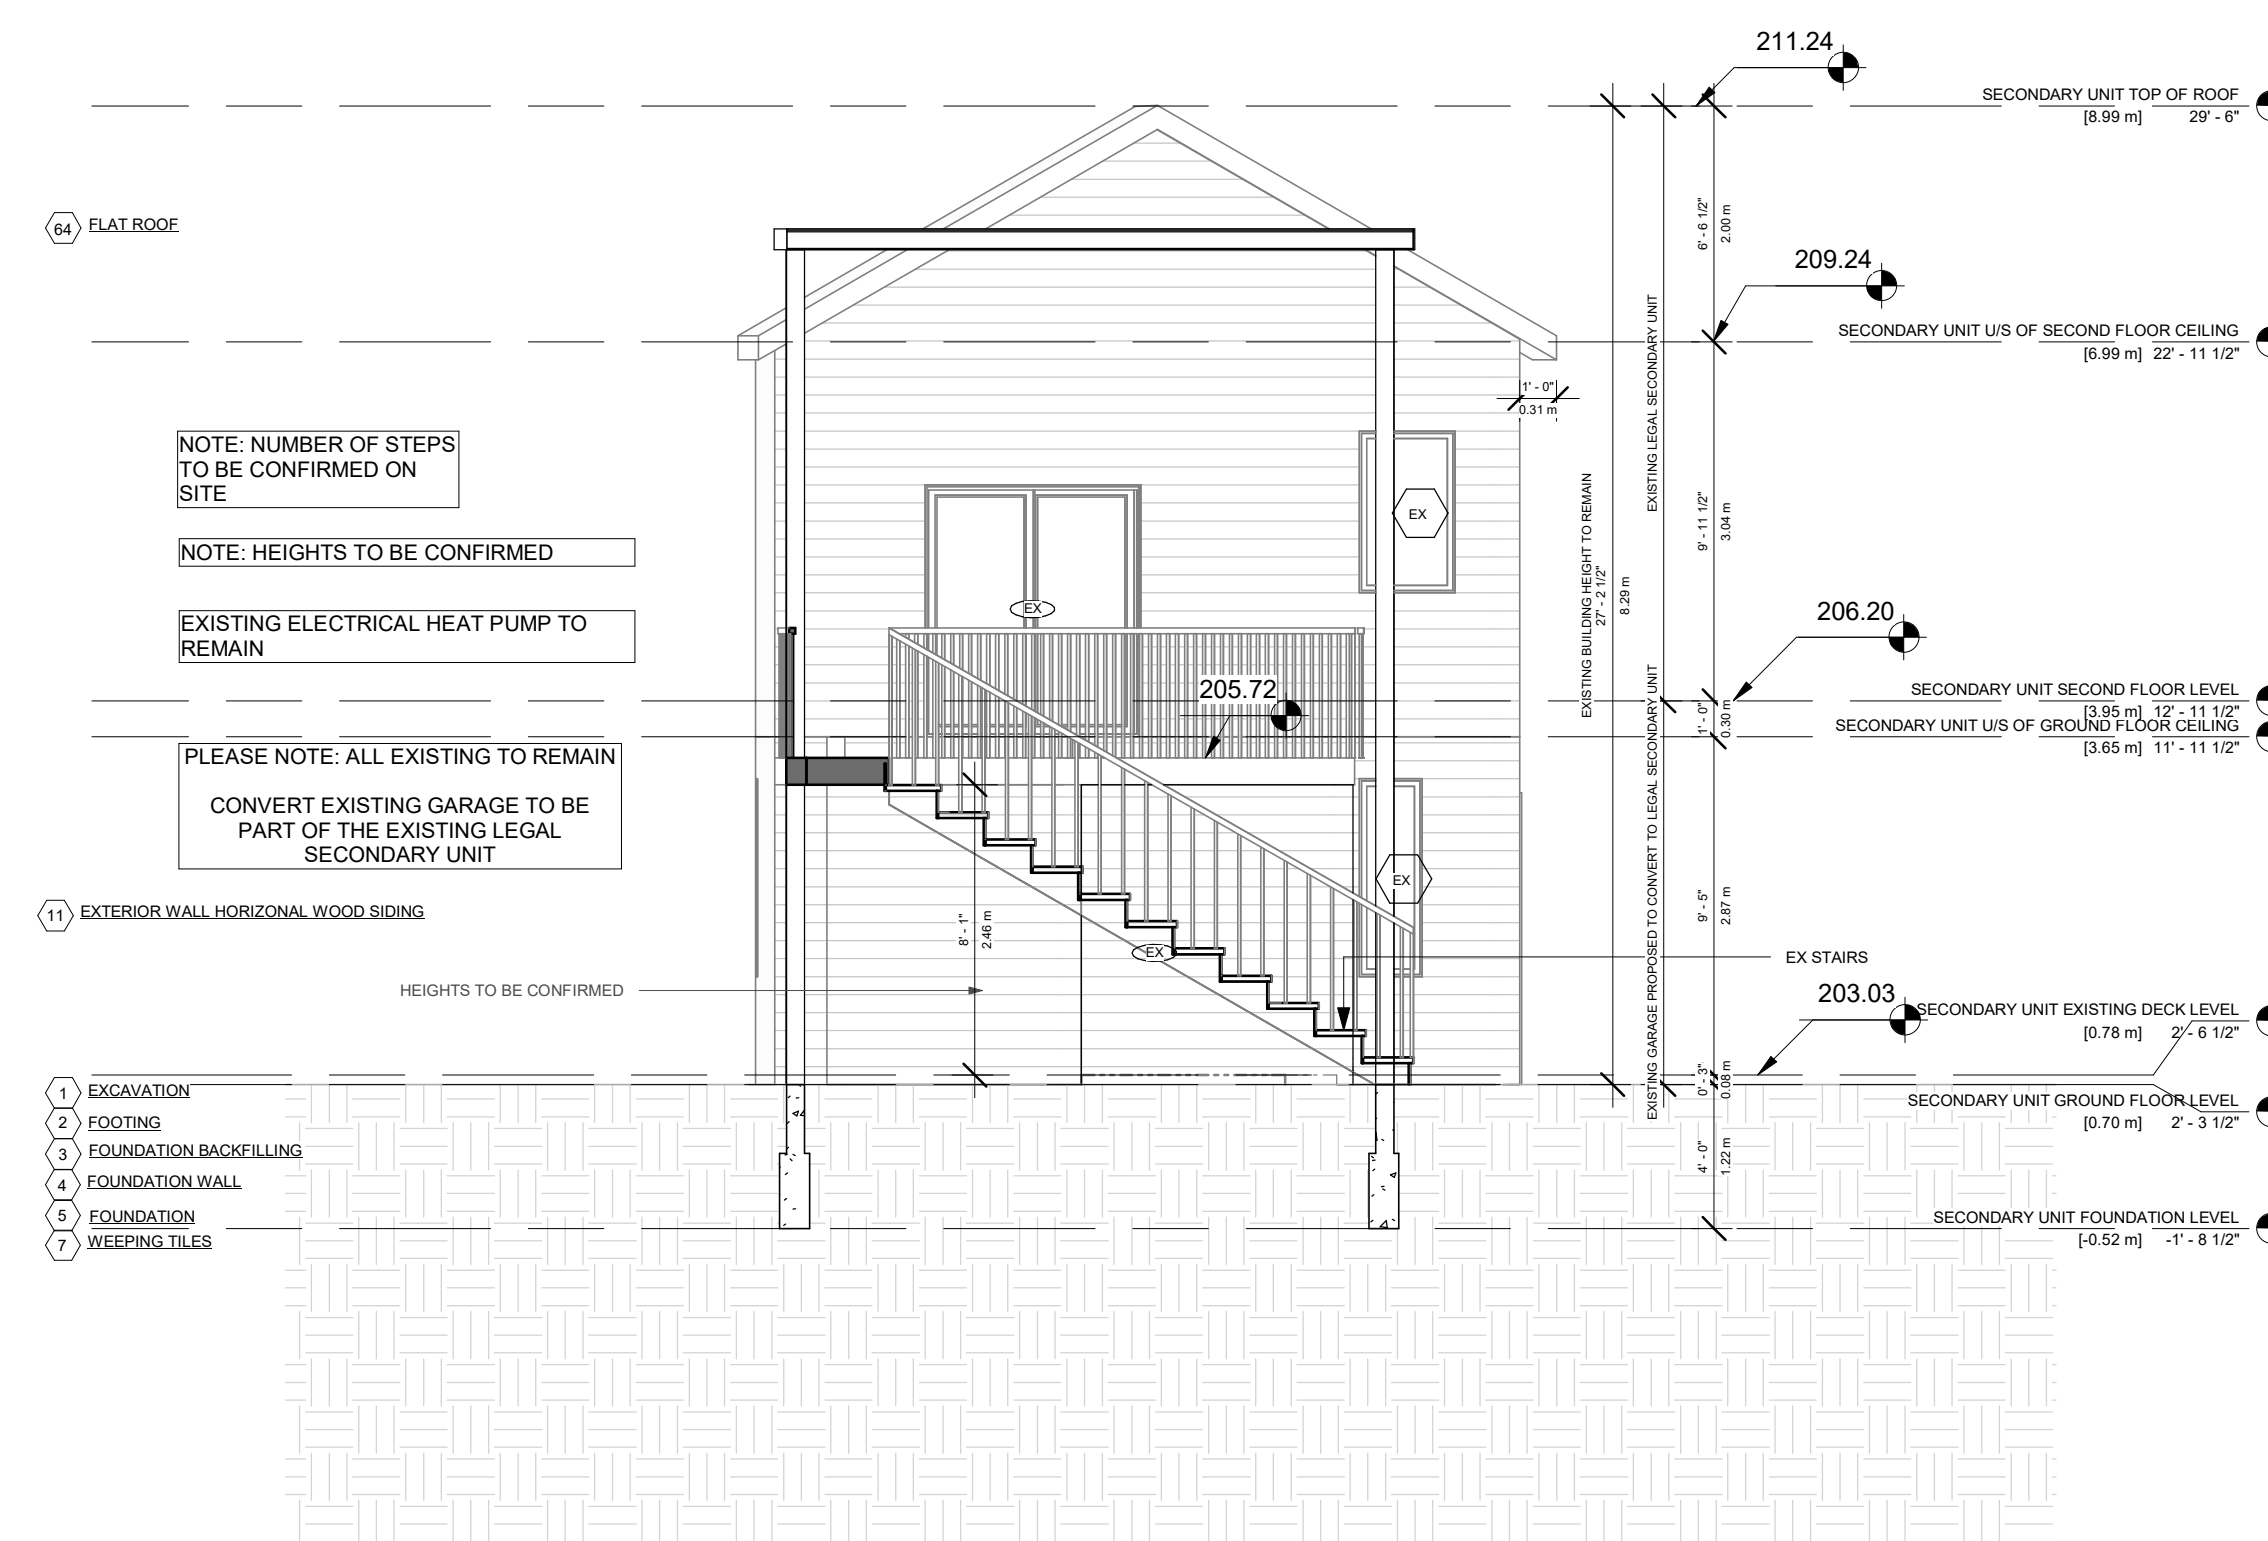 211.24
SECONDARY UNIT TOP OF ROOF
[8.99 m] 29' - 6"
64 FLAT ROOF
6' - 6 1/2"
2.00 m
209.24
SECONDARY UNIT U/S OF SECOND FLOOR CEILING
[6.99 m] 22' - 11 1/2"
1' - 0"
0.31 m
EXISTING LEGAL SECONDARY UNIT
NOTE: NUMBER OF STEPS
TO BE CONFIRMED ON
SITE
EX
9' - 11 1/2"
3.04 m
NOTE: HEIGHTS TO BE CONFIRMED
EXISTING BUILDING HEIGHT TO REMAIN
27' - 2 1/2"
8.29 m
EXISTING ELECTRICAL HEAT PUMP TO
REMAIN
EX
206.20
205.72
SECONDARY UNIT SECOND FLOOR LEVEL
[3.95 m] 12' - 11 1/2"
1' - 0"
0.30 m
SECONDARY UNIT U/S OF GROUND FLOOR CEILING
[3.65 m] 11' - 11 1/2"
PLEASE NOTE: ALL EXISTING TO REMAIN
CONVERT EXISTING GARAGE TO BE
PART OF THE EXISTING LEGAL
SECONDARY UNIT
EXISTING GARAGE PROPOSED TO CONVERT TO LEGAL SECONDARY UNIT
EX
11 EXTERIOR WALL HORIZONAL WOOD SIDING
8' - 1"
2.46 m
9' - 5"
2.87 m
EX
EX STAIRS
HEIGHTS TO BE CONFIRMED
203.03
SECONDARY UNIT EXISTING DECK LEVEL
[0.78 m] 2' - 6 1/2"
0' - 3"
0.08 m
1 EXCAVATION
SECONDARY UNIT GROUND FLOOR LEVEL
[0.70 m] 2' - 3 1/2"
2 FOOTING
3 FOUNDATION BACKFILLING
4' - 0"
1.22 m
4 FOUNDATION WALL
5 FOUNDATION
SECONDARY UNIT FOUNDATION LEVEL
[-0.52 m] -1' - 8 1/2"
7 WEEPING TILES